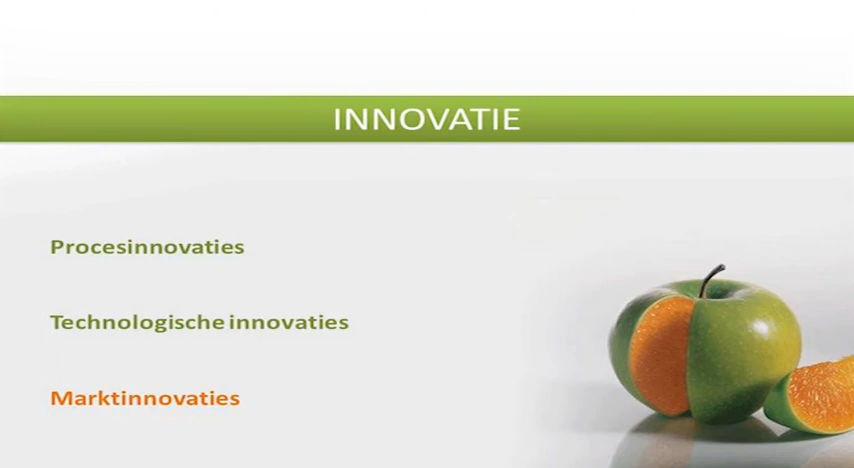 INNOVATIE
Procesinnovaties
Technologische innovaties
Marktinnovaties